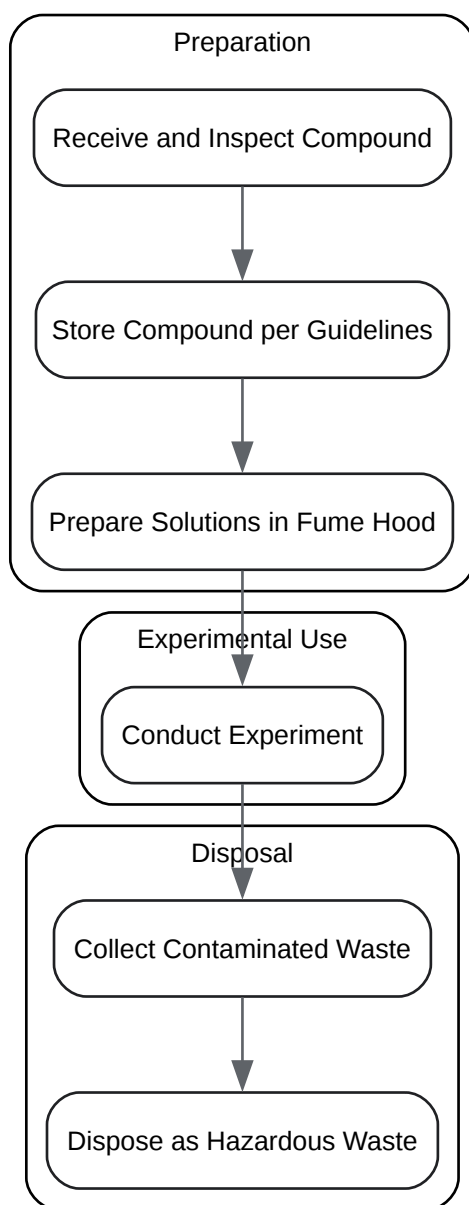 Preparation
Receive and Inspect Compound
Store Compound per Guidelines
Prepare Solutions in Fume Hood
Experimental Use
Conduct Experiment
Disposal
Collect Contaminated Waste
Dispose as Hazardous Waste